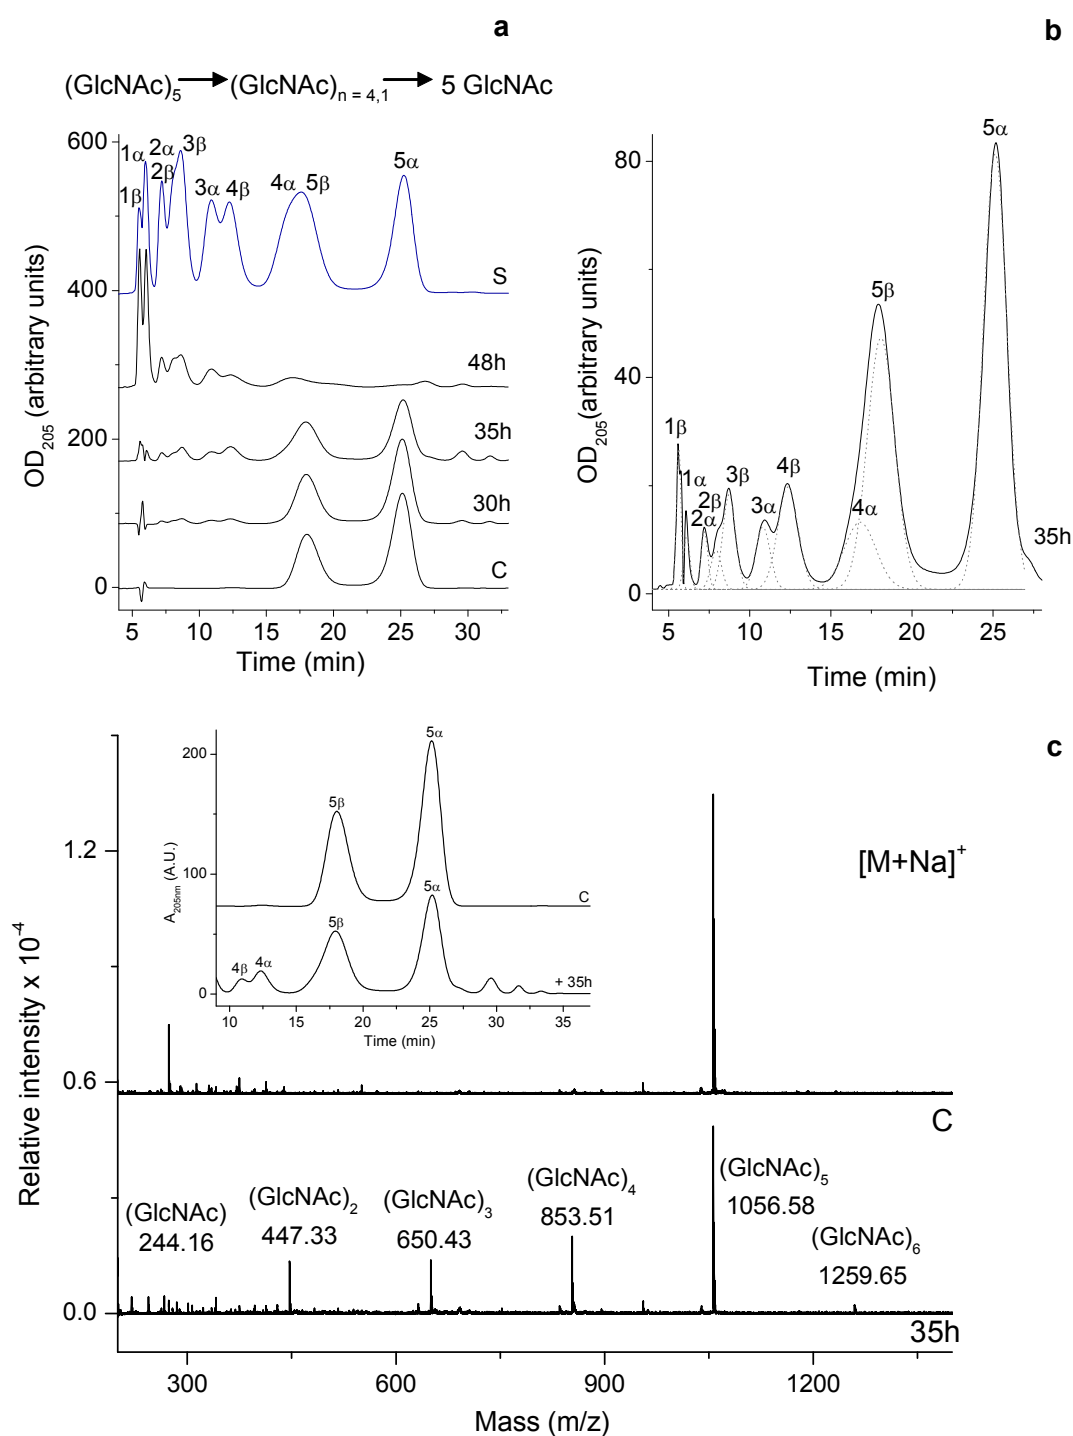 a
b
(GlcNAc)5 → (GlcNAc)n = 4,1 → 5 GlcNAc
600
400
200
0
OD205 (arbitrary units)
1β
1α
2β
2α
3β
3α
4β
4α
5β
5α
S
48h
35h
30h
C
5
10
15
20
25
30
Time (min)
80
40
0
OD205(arbitrary units)
1β
1α
2β
2α
3β
3α
4β
4α
5β
5α
35h
5
10
15
20
25
Time (min)
c
200
100
0
A205nm (A.U.)
5β
5α
C
4β
4α
5β
5α
+ 35h
10
15
20
25
30
35
Time (min)
[M+Na]+
1.2
0.6
0.0
Relative intensity x 10-4
C
(GlcNAc)
244.16
(GlcNAc)2
447.33
(GlcNAc)3
650.43
(GlcNAc)4
853.51
(GlcNAc)5
1056.58
(GlcNAc)6
1259.65
35h
300
600
900
1200
Mass (m/z)